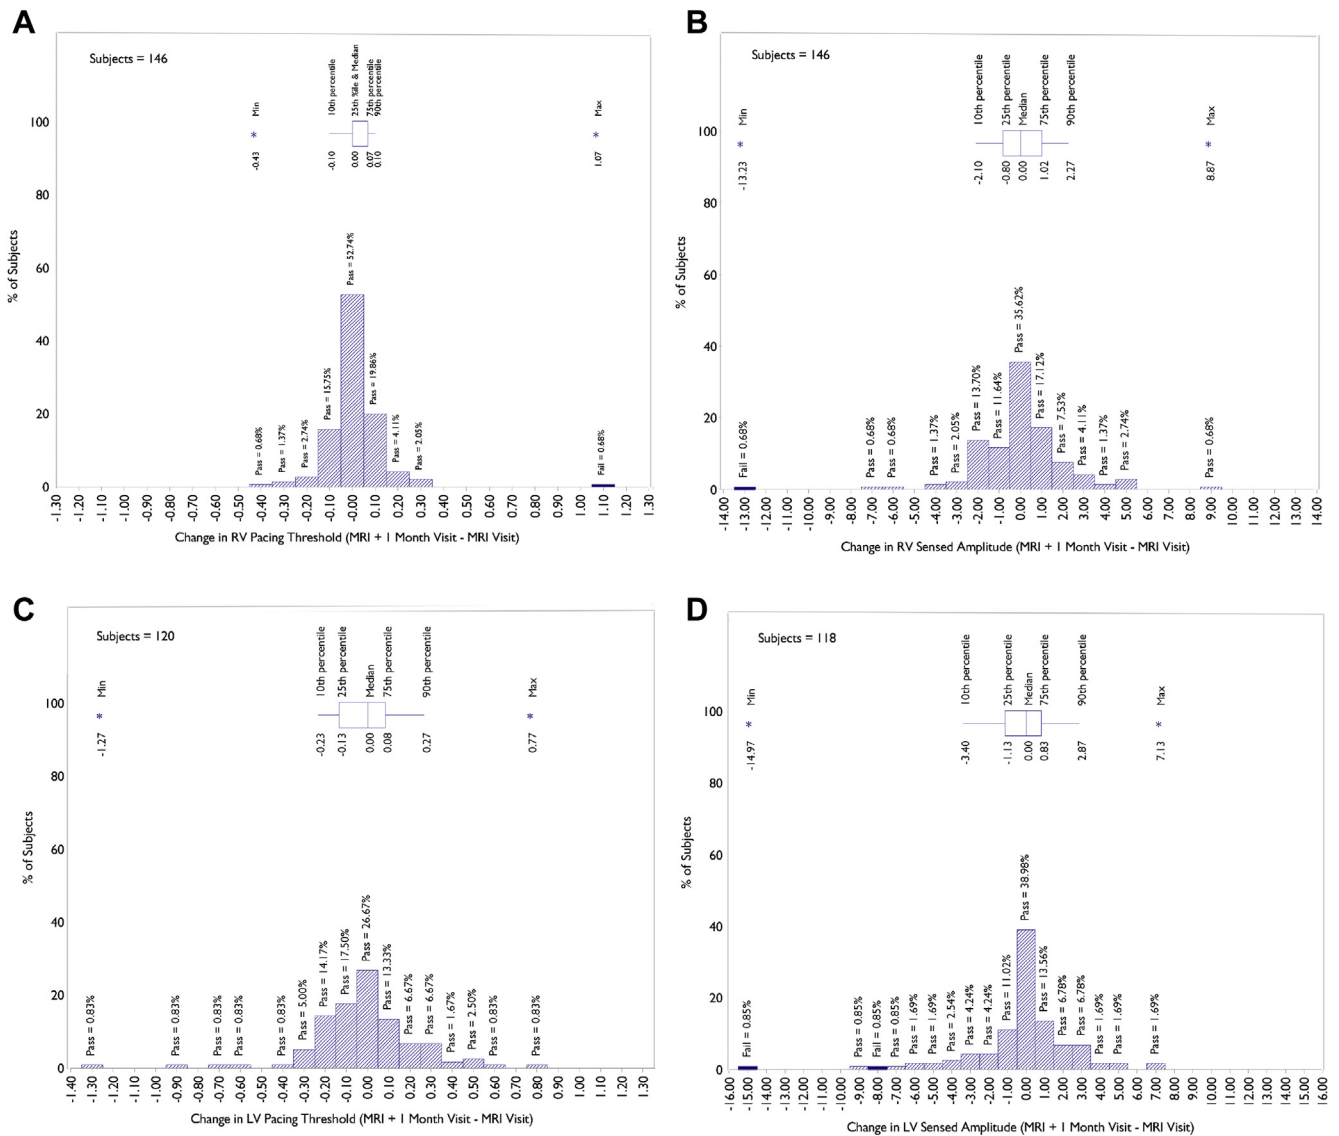 A
Subjects = 146
Min
10th percentile
25th %ile & Median
75th percentile
90th percentile
Max
-0.43
-0.10
0.00
0.07
0.10
1.07
% of Subjects
100
80
60
40
20
0
Pass = 0.68%
Pass = 1.37%
Pass = 2.74%
Pass = 15.75%
Pass = 52.74%
Pass = 19.86%
Pass = 4.11%
Pass = 2.05%
Fail = 0.68%
-1.30 -1.20 -1.10 -1.00 -0.90 -0.80 -0.70 -0.60 -0.50 -0.40 -0.30 -0.20 -0.10 -0.00 0.10 0.20 0.30 0.40 0.50 0.60 0.70 0.80 0.90 1.00 1.10 1.20 1.30
Change in RV Pacing Threshold (MRI + 1 Month Visit - MRI Visit)
B
Subjects = 146
Min
10th percentile
25th percentile
Median
75th percentile
90th percentile
Max
-13.23
-2.10
-0.80
0.00
1.02
2.27
8.87
% of Subjects
100
80
60
40
20
0
Fail = 0.68%
Pass = 0.68%
Pass = 0.68%
Pass = 1.37%
Pass = 2.05%
Pass = 13.70%
Pass = 11.64%
Pass = 35.62%
Pass = 17.12%
Pass = 7.53%
Pass = 4.11%
Pass = 1.37%
Pass = 2.74%
Pass = 0.68%
-14.00 -13.00 -12.00 -11.00 -10.00 -9.00 -8.00 -7.00 -6.00 -5.00 -4.00 -3.00 -2.00 -1.00 0.00 1.00 2.00 3.00 4.00 5.00 6.00 7.00 8.00 9.00 10.00 11.00 12.00 13.00 14.00
Change in RV Sensed Amplitude (MRI + 1 Month Visit - MRI Visit)
C
Subjects = 120
Min
10th percentile
25th percentile
Median
75th percentile
90th percentile
Max
-1.27
-0.23
-0.13
0.00
0.08
0.27
0.77
% of Subjects
100
80
60
40
20
0
Pass = 0.83%
Pass = 0.83%
Pass = 0.83%
Pass = 0.83%
Pass = 0.83%
Pass = 5.00%
Pass = 14.17%
Pass = 17.50%
Pass = 26.67%
Pass = 13.33%
Pass = 6.67%
Pass = 6.67%
Pass = 1.67%
Pass = 2.50%
Pass = 0.83%
Pass = 0.83%
-1.40 -1.30 -1.20 -1.10 -1.00 -0.90 -0.80 -0.70 -0.60 -0.50 -0.40 -0.30 -0.20 -0.10 0.00 0.10 0.20 0.30 0.40 0.50 0.60 0.70 0.80 0.90 1.00 1.10 1.20 1.30
Change in LV Pacing Threshold (MRI + 1 Month Visit - MRI Visit)
D
Subjects = 118
Min
10th percentile
25th percentile
Median
75th percentile
90th percentile
Max
-14.97
-3.40
-1.13
0.00
0.83
2.87
7.13
% of Subjects
100
80
60
40
20
0
Fail = 0.85%
Pass = 0.85%
Fail = 0.85%
Pass = 0.85%
Pass = 1.69%
Pass = 1.69%
Pass = 2.54%
Pass = 4.24%
Pass = 4.24%
Pass = 11.02%
Pass = 38.98%
Pass = 13.56%
Pass = 6.78%
Pass = 6.78%
Pass = 1.69%
Pass = 1.69%
Pass = 1.69%
-16.00 -15.00 -14.00 -13.00 -12.00 -11.00 -10.00 -9.00 -8.00 -7.00 -6.00 -5.00 -4.00 -3.00 -2.00 -1.00 0.00 1.00 2.00 3.00 4.00 5.00 6.00 7.00 8.00 9.00 10.00 11.00 12.00 13.00 14.00 15.00 16.00
Change in LV Sensed Amplitude (MRI + 1 Month Visit - MRI Visit)